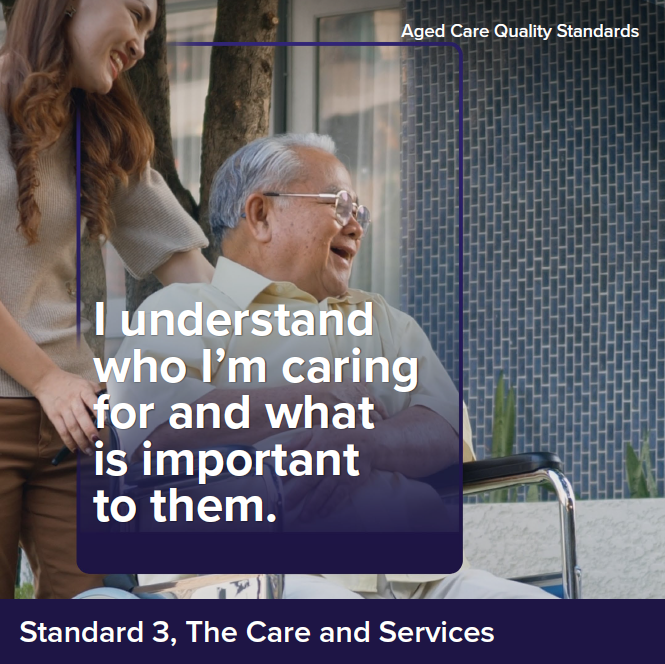 Aged Care Quality Standards
I understand
who I'm caring
for and what
is important
to them.
Standard 3, The Care and Services